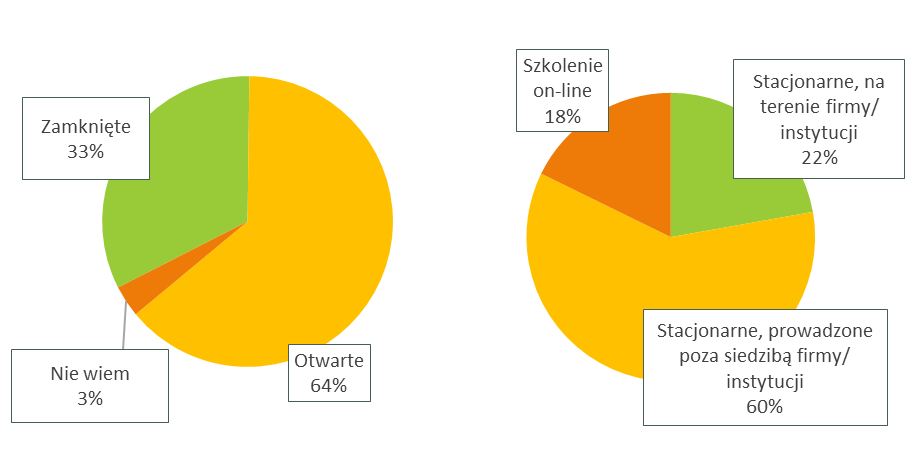 Zamknięte
33%
Nie wiem
3%
Otwarte
64%
Szkolenie
on-line
18%
Stacjonarne, na
terenie firmy/
instytucji
22%
Stacjonarne, prowadzone
poza siedzibą firmy/
instytucji
60%